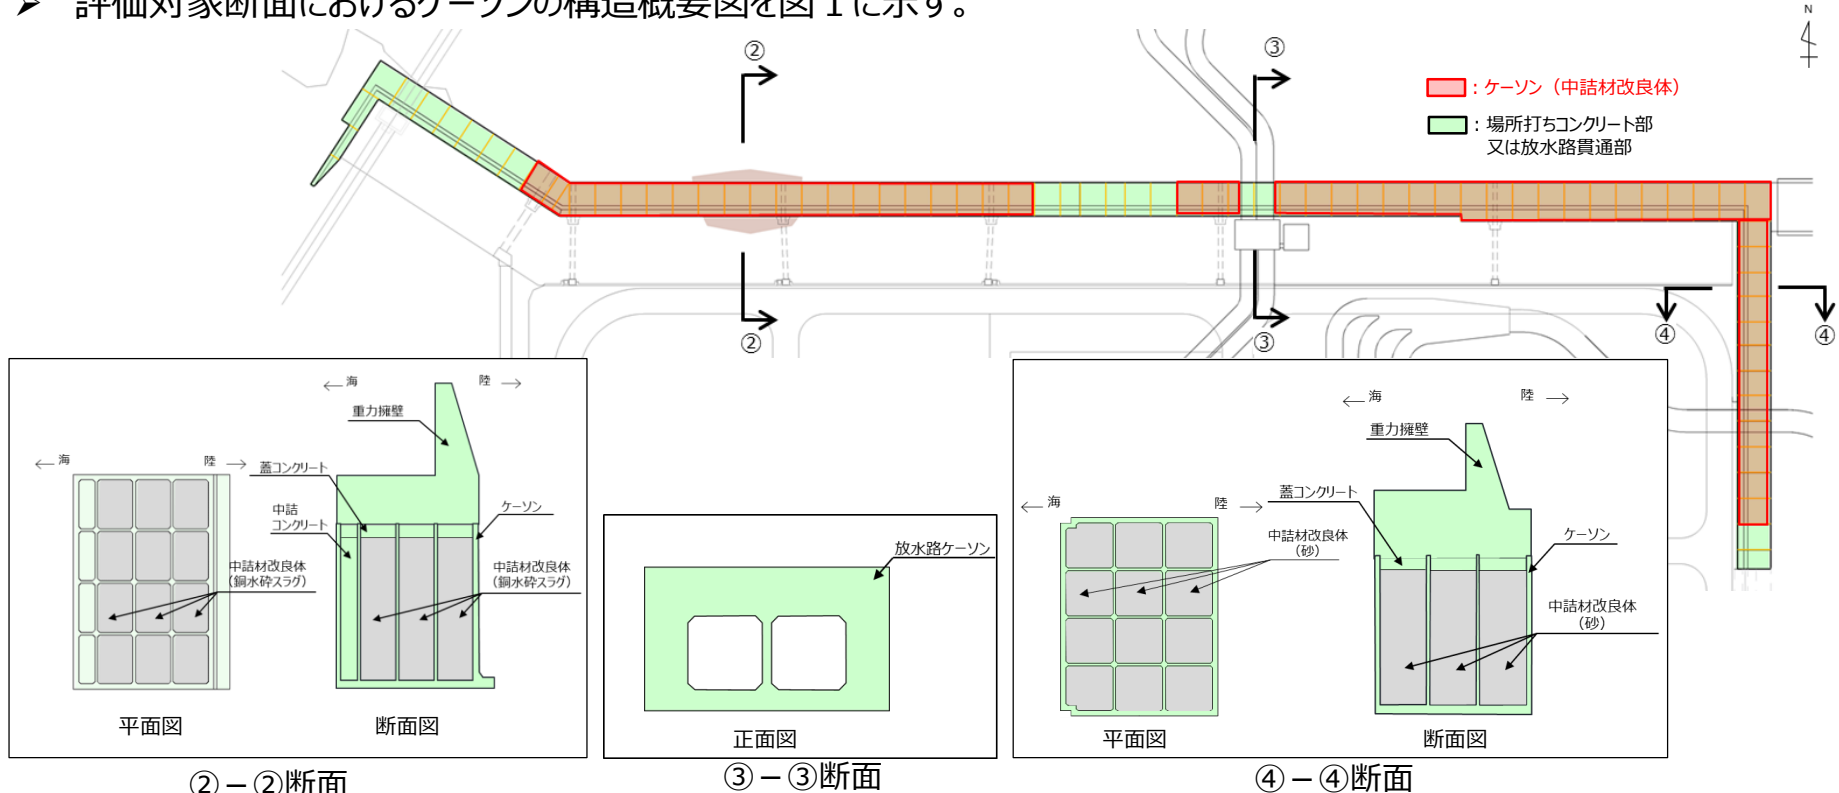 ➢ 評価対象断面におけるケーソンの構造概要図を図１に示す。
N
②
③
：ケーソン（中詰材改良体）
：場所打ちコンクリート部
又は放水路貫通部
②
③
④
④
←海
陸→
重力擁壁
←海
陸→
蓋コンクリート
中詰
コンクリート
ケーソン
中詰材改良体
（銅水砕スラグ）
中詰材改良体
（銅水砕スラグ）
平面図
断面図
②－②断面
放水路ケーソン
正面図
③－③断面
←海
陸→
重力擁壁
←海
陸→
蓋コンクリート
中詰材改良体
（砂）
ケーソン
中詰材改良体
（砂）
平面図
断面図
④－④断面